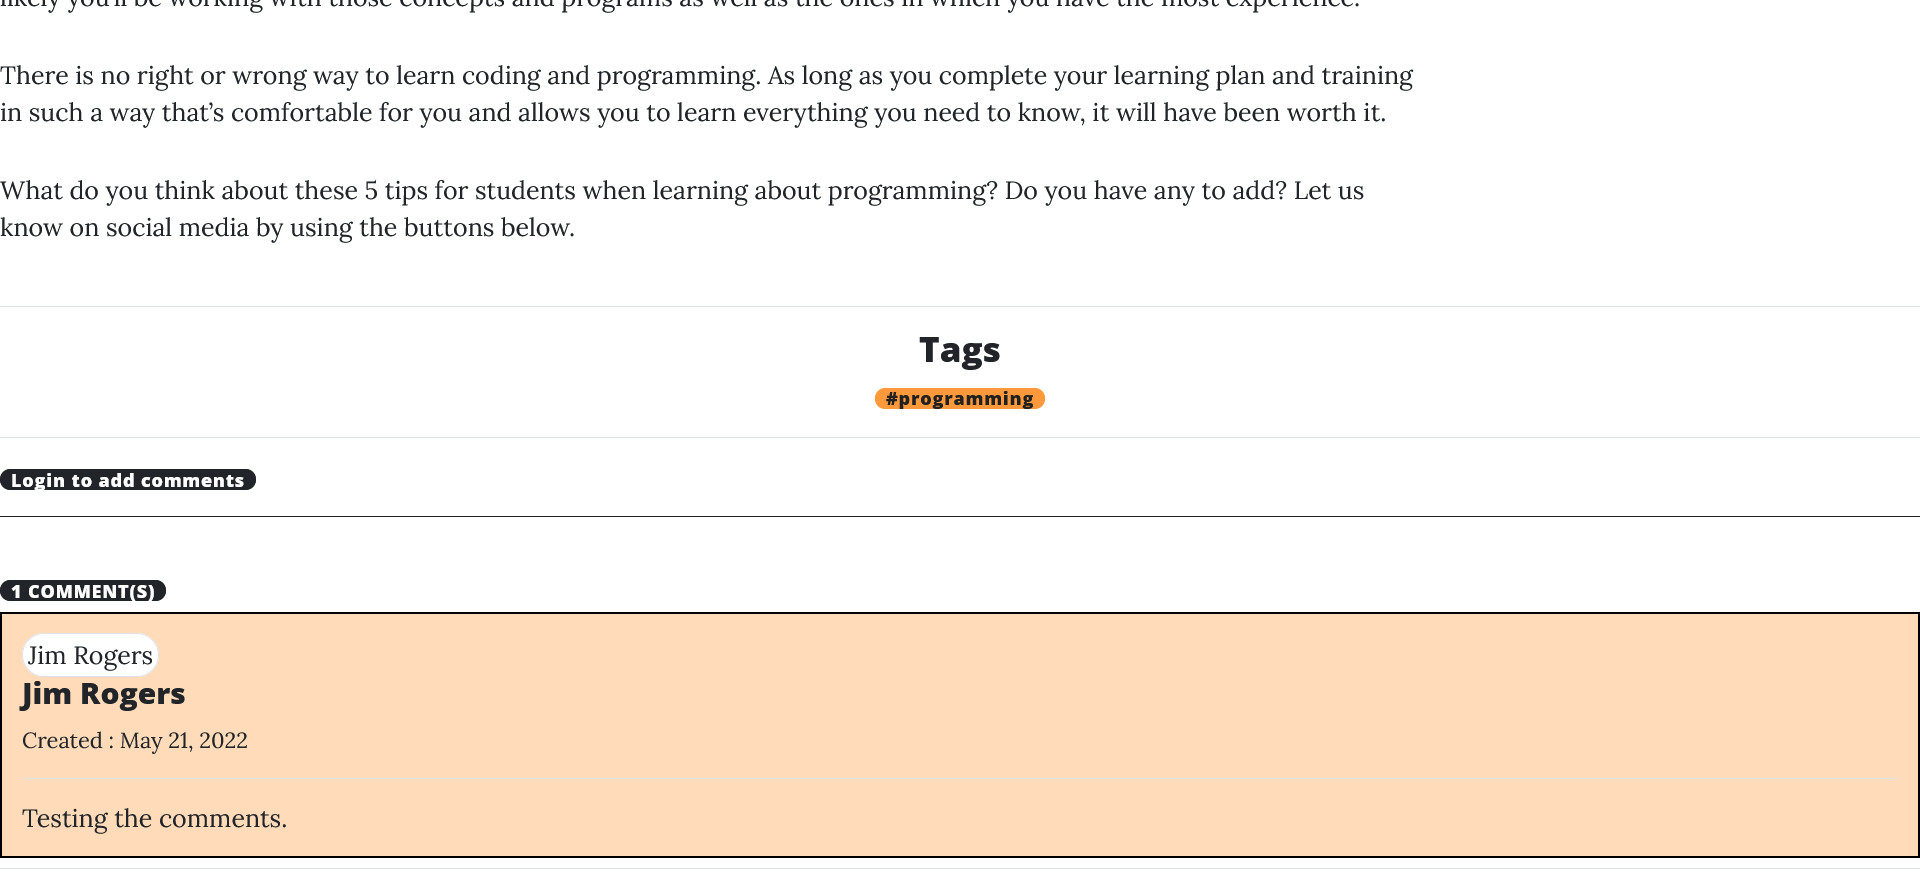 likely you'll be working with those concepts and programs as well as the ones in which you have the most experience.
There is no right or wrong way to learn coding and programming. As long as you complete your learning plan and training
in such a way that’s comfortable for you and allows you to learn everything you need to know, it will have been worth it.
What do you think about these 5 tips for students when learning about programming? Do you have any to add? Let us
know on social media by using the buttons below.
Tags
#programming
Login to add comments
1 COMMENT(S)
Jim Rogers
Jim Rogers
Created : May 21, 2022
Testing the comments.